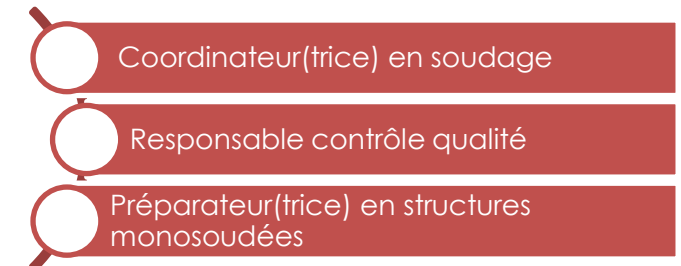 Coordinateur(trice) en soudage
Responsable contrôle qualité
Préparateur(trice) en structures
monosoudées